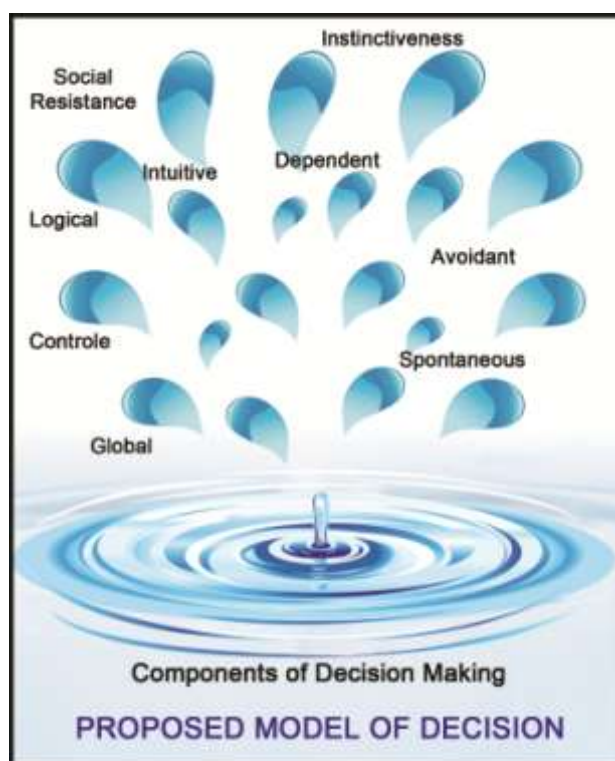 Instinctiveness
Social
Resistance
Intuitive
Dependent
Logical
Avoidant
Controle
Spontaneous
Global
Components of Decision Making
PROPOSED MODEL OF DECISION